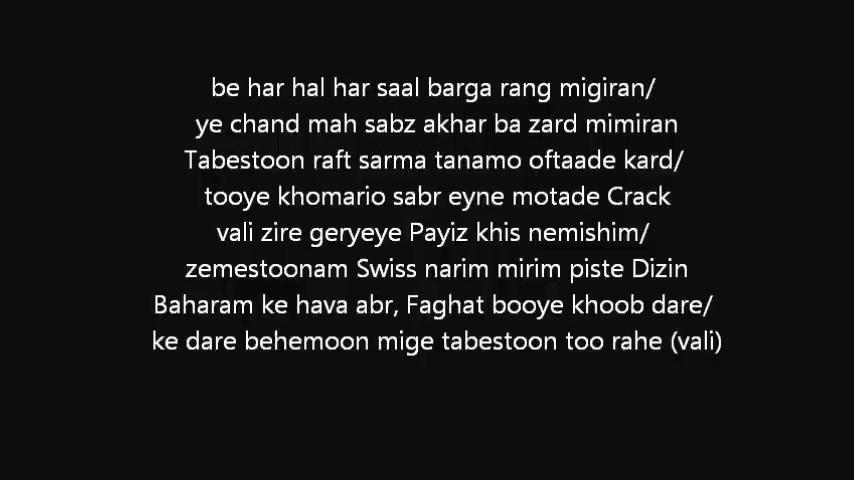 be har hal har saal barga rang migiran/
ye chand mah sabz akhar ba zard mimiran
Tabestoon raft sarma tanamo oftaade kard/
tooye khomario sabr eyne motade Crack
vali zire geryeye Payiz khis nemishim/
zemestoonam Swiss narim mirim piste Dizin
Baharam ke hava abr, Faghat booye khoob dare/
ke dare behemoon mige tabestoon too rahe (vali)